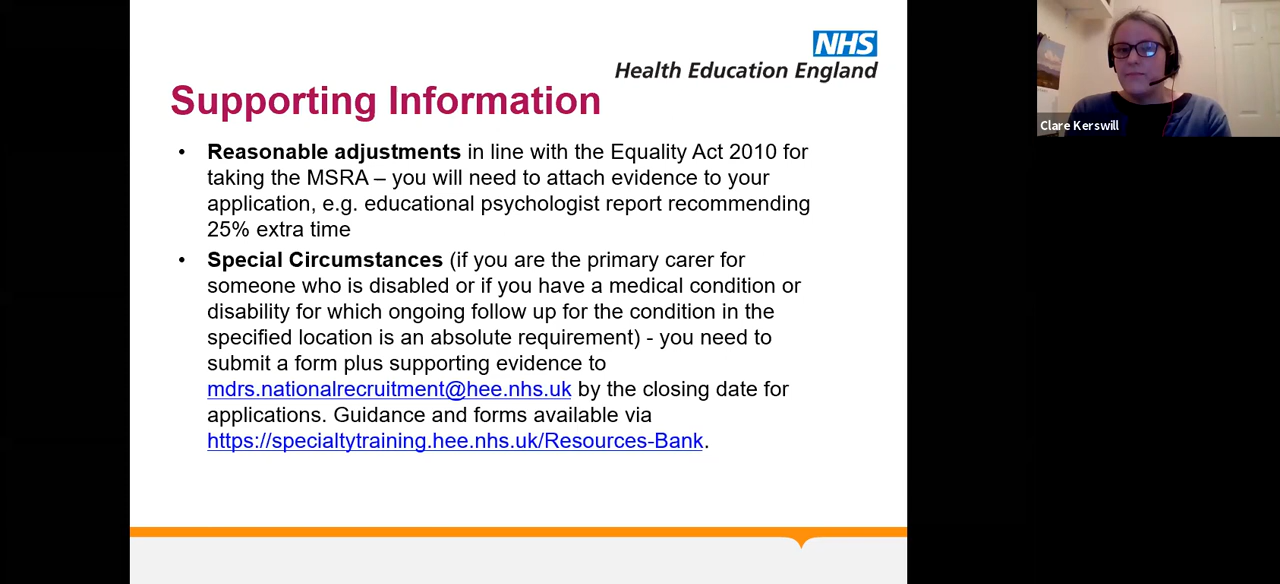 NHS
Health Education England
Supporting Information
• Reasonable adjustments in line with the Equality Act 2010 for
taking the MSRA – you will need to attach evidence to your
application, e.g. educational psychologist report recommending
25% extra time
• Special Circumstances (if you are the primary carer for
someone who is disabled or if you have a medical condition or
disability for which ongoing follow up for the condition in the
specified location is an absolute requirement) - you need to
submit a form plus supporting evidence to
mdrs.nationalrecruitment@hee.nhs.uk by the closing date for
applications. Guidance and forms available via
https://specialtytraining.hee.nhs.uk/Resources-Bank.
Clare Kerswill